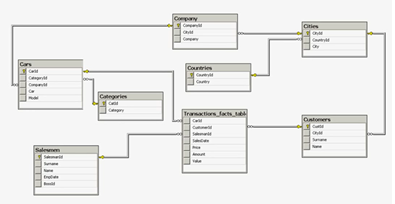 Company
CompanyId
CityId
Company
Cities
CityId
CountryId
City
Countries
CountryId
Country
Cars
CarId
CategoryId
CompanyId
Car
Model
Categories
CatId
Category
Transactions_facts_table
CarId
CustomerId
SalesmanId
SalesDate
Price
Amount
Value
Customers
CustId
CityId
Surname
Name
Salesmen
SalesmanId
Surname
Name
EmpDate
BossId